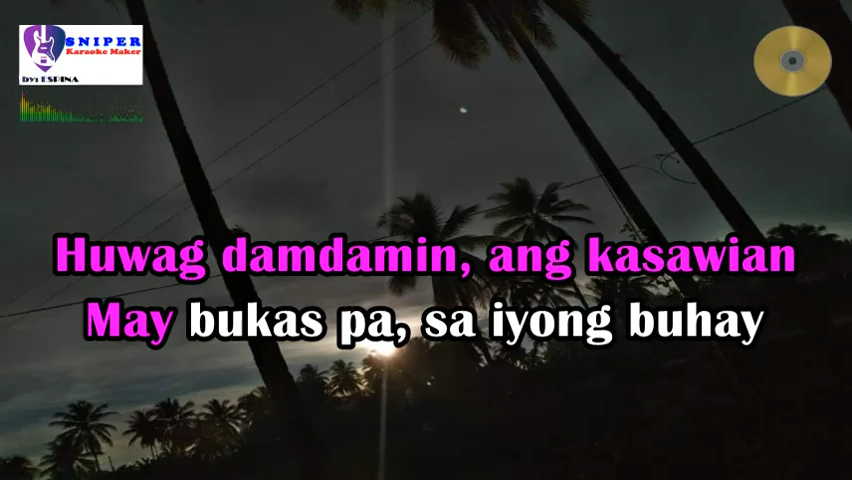 SNIPER
Karaoke Maker
by: ESPINA
Huwag damdamin, ang kasawian
May bukas pa, sa iyong buhay